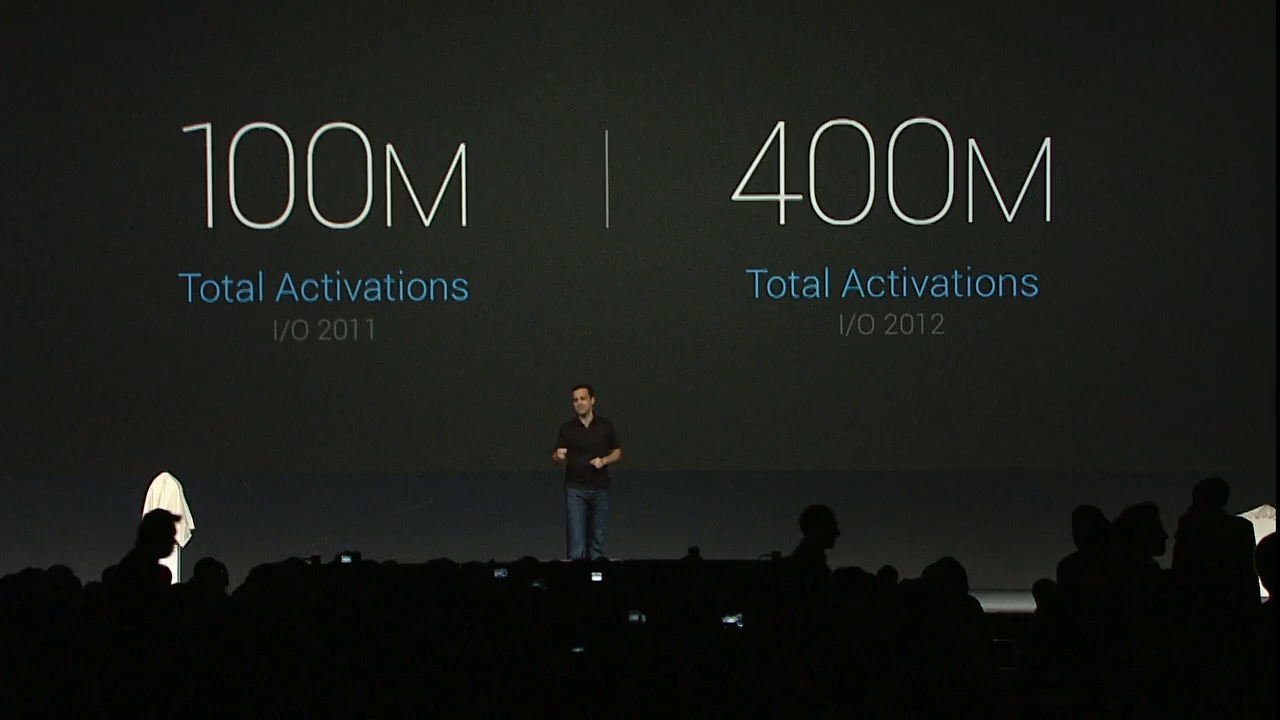 100M
Total Activations
I/O 2011
400M
Total Activations
I/O 2012